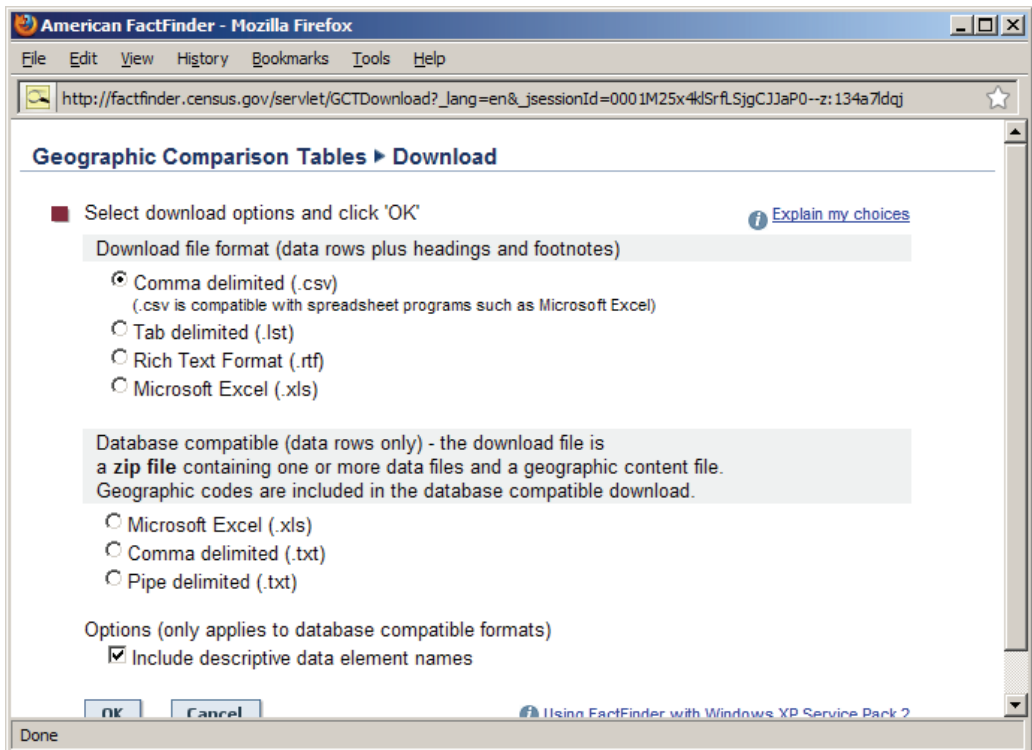 American FactFinder - Mozilla Firefox
File Edit View History Bookmarks Tools Help
http://factfinder.census.gov/servlet/GCTDownload?_lang=en&_jsessionId=0001M25x4klSrfLSjgCJJaP0--z:134a7ldqj
Geographic Comparison Tables ▸ Download
Select download options and click 'OK'
Explain my choices
Download file format (data rows plus headings and footnotes)
Comma delimited (.csv)
(.csv is compatible with spreadsheet programs such as Microsoft Excel)
Tab delimited (.lst)
Rich Text Format (.rtf)
Microsoft Excel (.xls)
Database compatible (data rows only) - the download file is
a zip file containing one or more data files and a geographic content file.
Geographic codes are included in the database compatible download.
Microsoft Excel (.xls)
Comma delimited (.txt)
Pipe delimited (.txt)
Options (only applies to database compatible formats)
Include descriptive data element names
OK Cancel
Using FactFinder with Windows XP Service Pack 2
Done